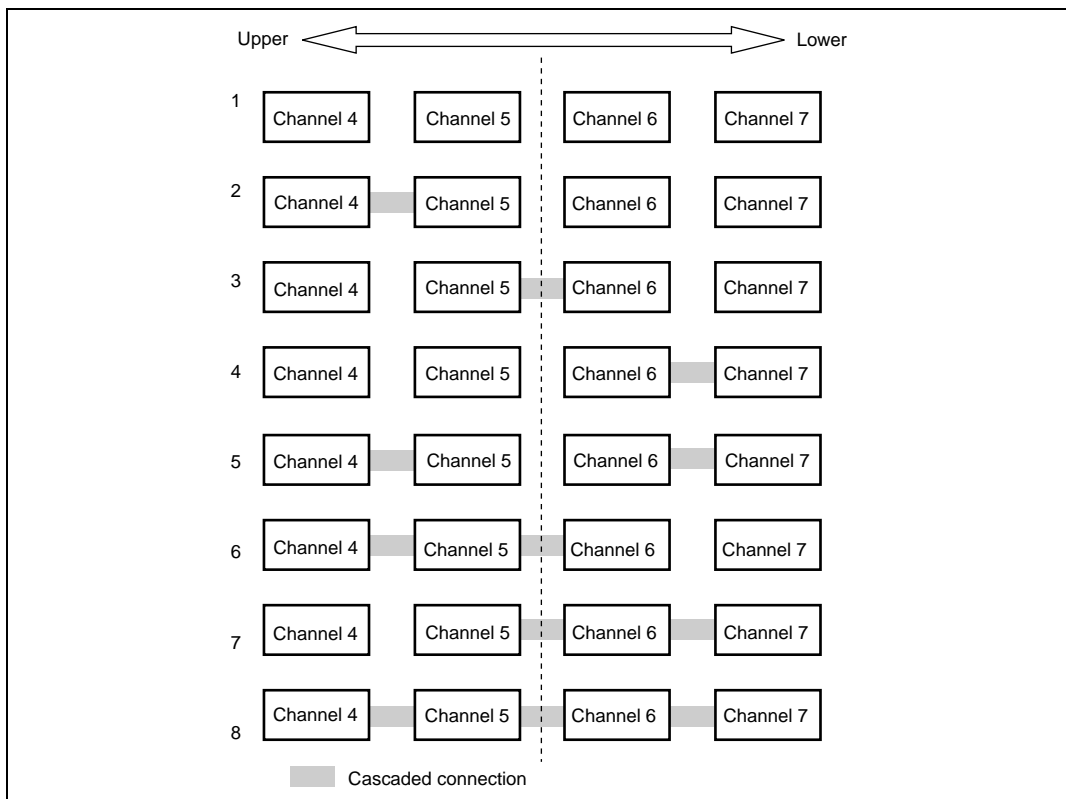 Upper Lower
1 Channel 4 Channel 5 Channel 6 Channel 7
2 Channel 4 Channel 5 Channel 6 Channel 7
3 Channel 4 Channel 5 Channel 6 Channel 7
4 Channel 4 Channel 5 Channel 6 Channel 7
5 Channel 4 Channel 5 Channel 6 Channel 7
6 Channel 4 Channel 5 Channel 6 Channel 7
7 Channel 4 Channel 5 Channel 6 Channel 7
8 Channel 4 Channel 5 Channel 6 Channel 7
Cascaded connection